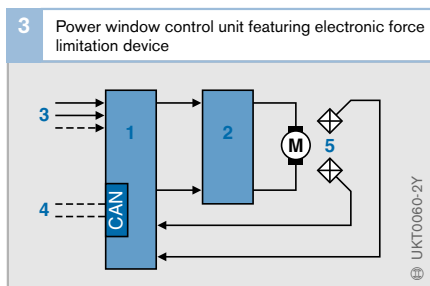 3 Power window control unit featuring electronic force
limitation device
3
1
2
M
5
4
CAN
UKT0060-2Y